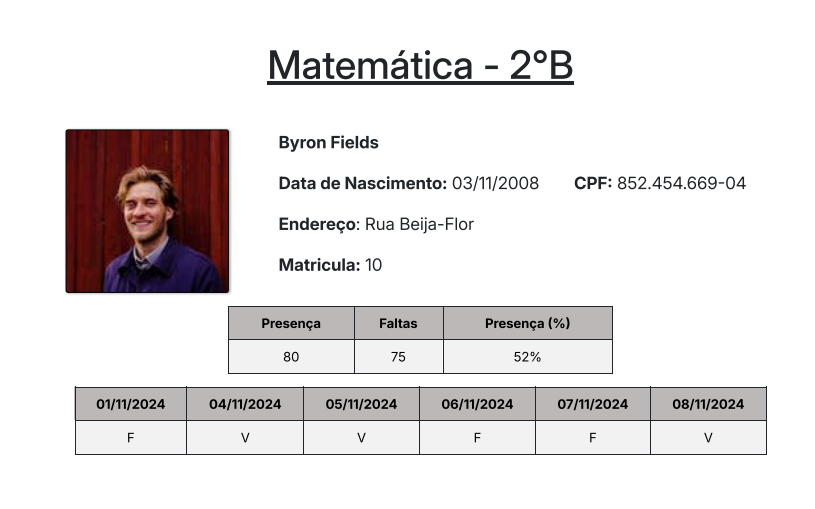 Matemática - 2°B
Byron Fields
Data de Nascimento: 03/11/2008 CPF: 852.454.669-04
Endereço: Rua Beija-Flor
Matricula: 10
Presença Faltas Presença (%)
80 75 52%
01/11/2024 04/11/2024 05/11/2024 06/11/2024 07/11/2024 08/11/2024
F V V F F V